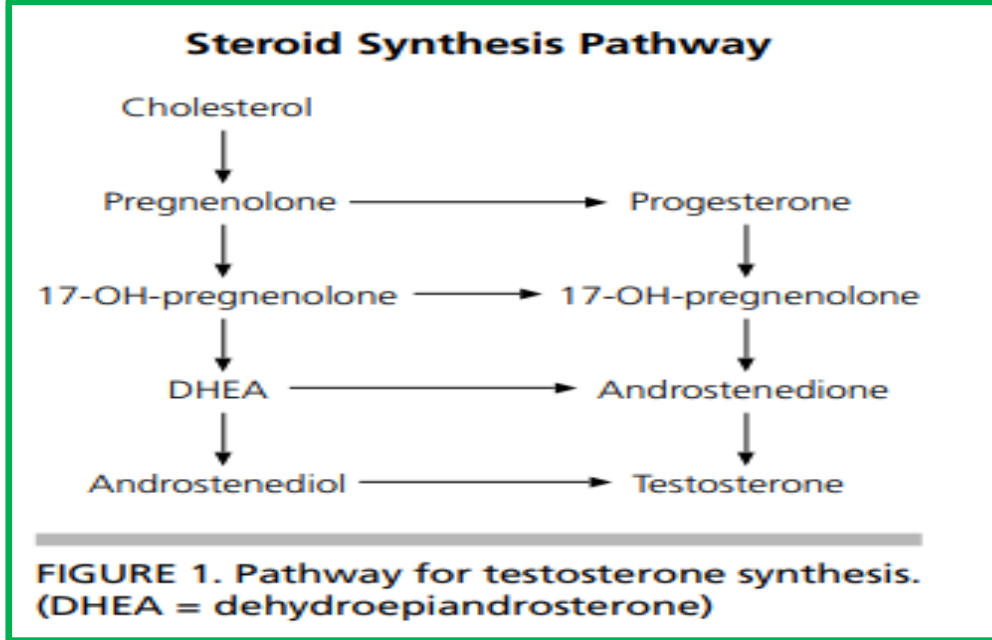 Steroid Synthesis Pathway
Cholesterol
Pregnenolone Progesterone
17-OH-pregnenolone 17-OH-pregnenolone
DHEA Androstenedione
Androstenediol Testosterone
FIGURE 1. Pathway for testosterone synthesis.
(DHEA = dehydroepiandrosterone)